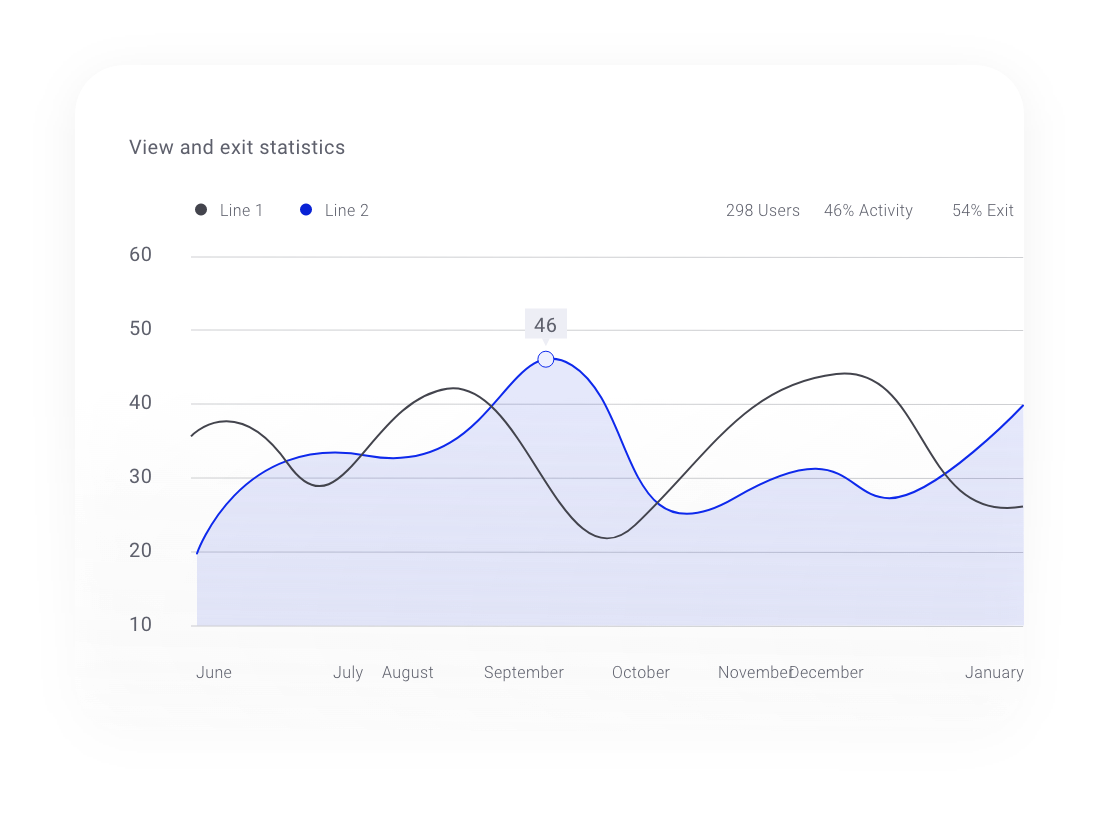 View and exit statistics
Line 1 Line 2 298 Users 46% Activity 54% Exit
60
50
46
40
30
20
10
June July August September October November December January